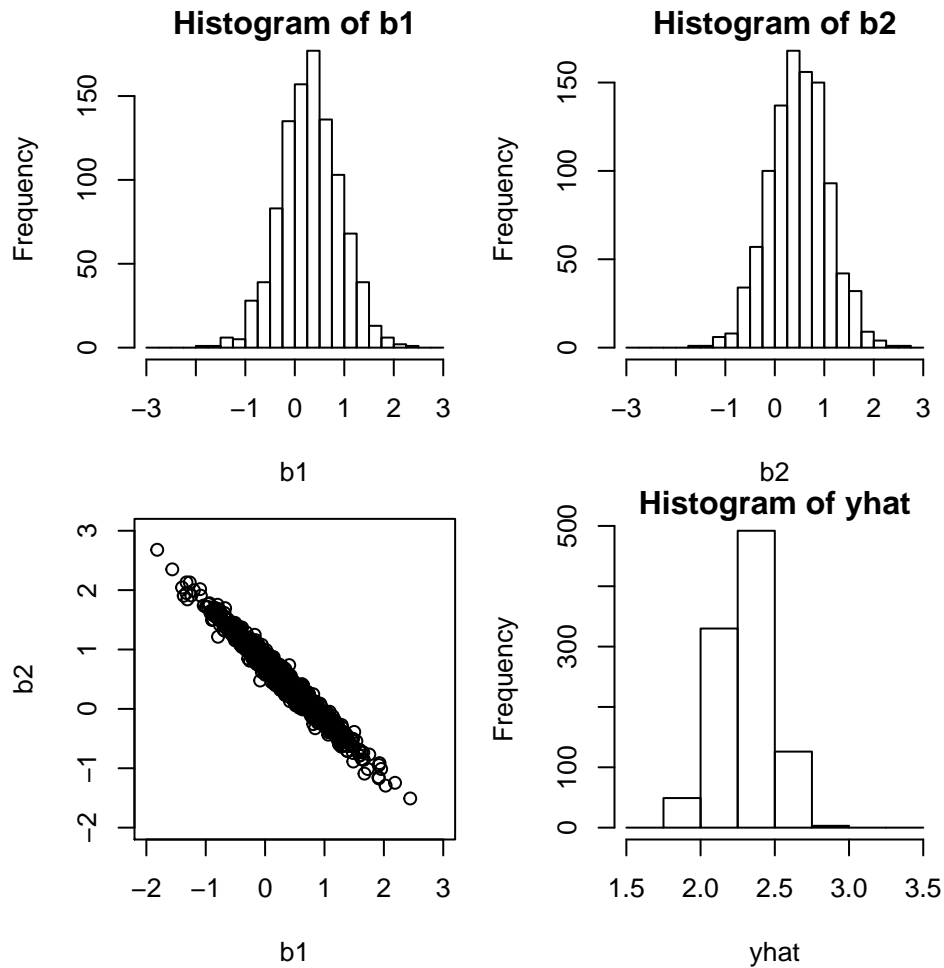 Histogram of b1
Frequency
0 50 100 150
−3 −1 0 1 2 3
b1
Histogram of b2
Frequency
0 50 100 150
−3 −1 0 1 2 3
b2
b2
−2 −1 0 1 2 3
−2 −1 0 1 2 3
b1
Histogram of yhat
Frequency
0 100 300 500
1.5 2.0 2.5 3.0 3.5
yhat